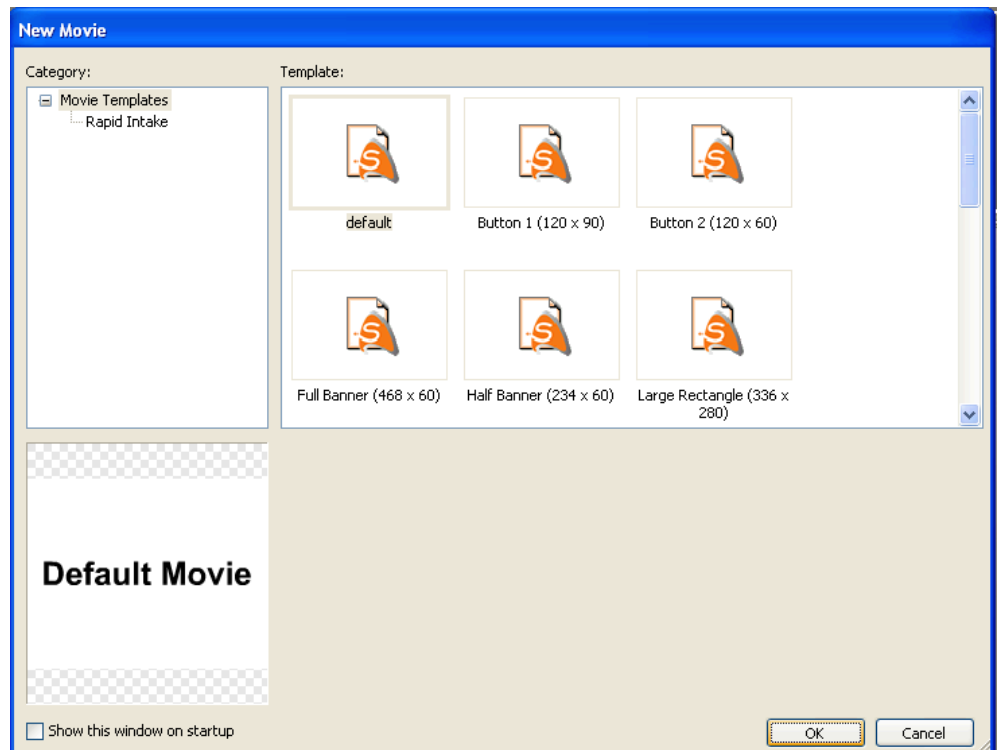 New Movie
Category:
Template:
Movie Templates
Rapid Intake
default
Button 1 (120 x 90)
Button 2 (120 x 60)
Full Banner (468 x 60)
Half Banner (234 x 60)
Large Rectangle (336 x
280)
Default Movie
Show this window on startup
OK
Cancel